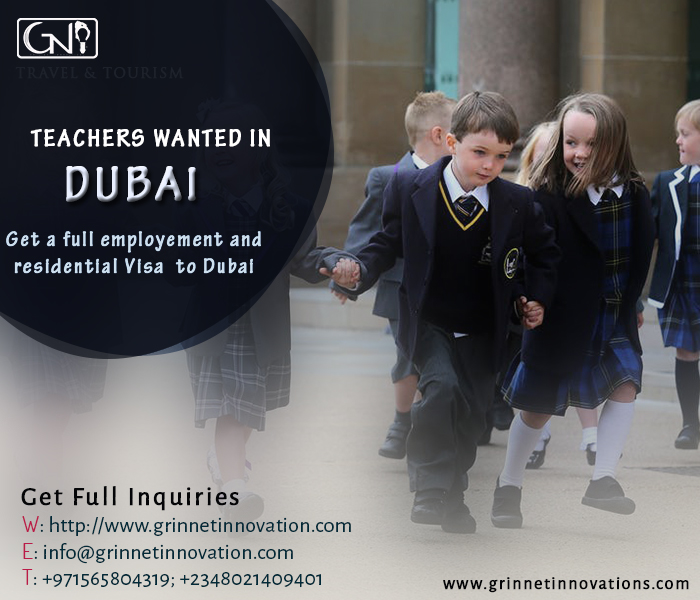 GNI
TRAVEL & TOURISM
TEACHERS WANTED IN
DUBAI
Get a full employement and
residential Visa to Dubai
Get Full Inquiries
W: http://www.grinnetinnovation.com
E: info@grinnetinnovation.com
T: +971565804319; +2348021409401
www.grinnetinnovations.com